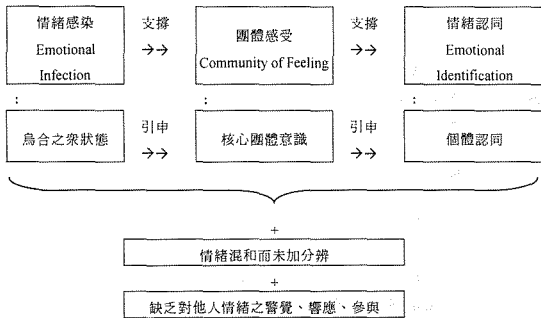 情緒感染 支撐 團體感受 支撐 情緒認同
Emotional →→ Community of Feeling →→ Emotional
Infection Identification
: : :
烏合之衆狀態 引申 核心團體意識 引申 個體認同
→→ →→
+
情緒混和而未加分辨
+
缺乏對他人情緒之警覺、響應、參與